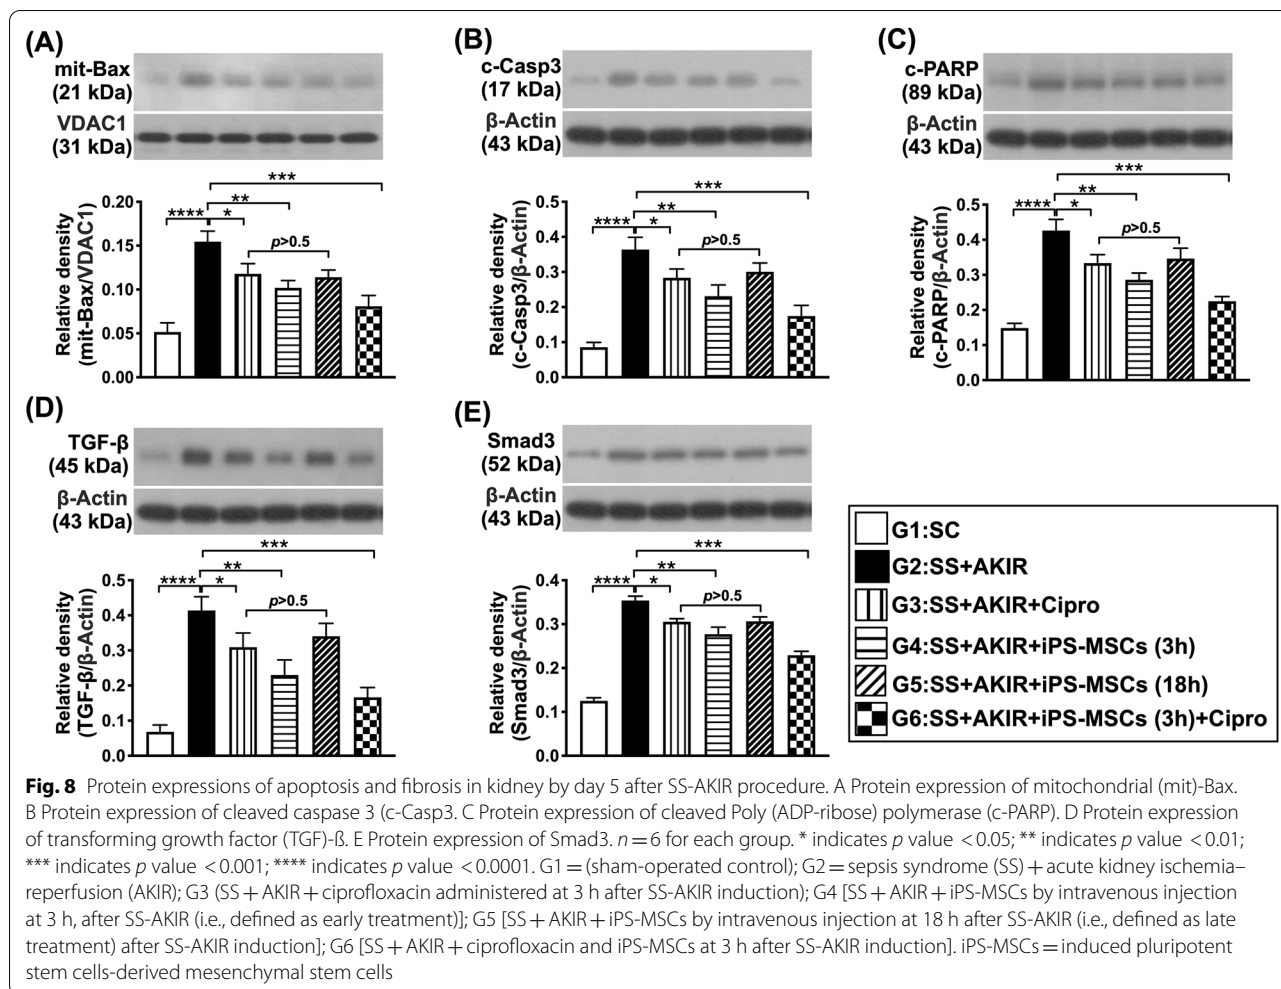 (A)
mit-Bax
(21 kDa)
VDAC1
(31 kDa)
***
**
****
*
p>0.5
Relative density
(mit-Bax/VDAC1)
0.20
0.15
0.10
0.05
0.00
(B)
c-Casp3
(17 kDa)
β-Actin
(43 kDa)
***
**
****
*
p>0.5
Relative density
(c-Casp3/β-Actin)
0.5
0.4
0.3
0.2
0.1
0.0
(C)
c-PARP
(89 kDa)
β-Actin
(43 kDa)
***
**
****
*
p>0.5
Relative density
(c-PARP/β-Actin)
0.5
0.4
0.3
0.2
0.1
0.0
(D)
TGF-β
(45 kDa)
β-Actin
(43 kDa)
***
**
****
*
p>0.5
Relative density
(TGF-β/β-Actin)
0.5
0.4
0.3
0.2
0.1
0.0
(E)
Smad3
(52 kDa)
β-Actin
(43 kDa)
***
**
****
*
p>0.5
Relative density
(Smad3/β-Actin)
0.4
0.3
0.2
0.1
0.0
G1:SC
G2:SS+AKIR
G3:SS+AKIR+Cipro
G4:SS+AKIR+iPS-MSCs (3h)
G5:SS+AKIR+iPS-MSCs (18h)
G6:SS+AKIR+iPS-MSCs (3h)+Cipro
Fig. 8 Protein expressions of apoptosis and fibrosis in kidney by day 5 after SS-AKIR procedure. A Protein expression of mitochondrial (mit)-Bax.
B Protein expression of cleaved caspase 3 (c-Casp3. C Protein expression of cleaved Poly (ADP-ribose) polymerase (c-PARP). D Protein expression
of transforming growth factor (TGF)-ß. E Protein expression of Smad3. n = 6 for each group. * indicates p value < 0.05; ** indicates p value < 0.01;
*** indicates p value < 0.001; **** indicates p value < 0.0001. G1 = (sham-operated control); G2 = sepsis syndrome (SS) + acute kidney ischemia–
reperfusion (AKIR); G3 (SS + AKIR + ciprofloxacin administered at 3 h after SS-AKIR induction); G4 [SS + AKIR + iPS-MSCs by intravenous injection
at 3 h, after SS-AKIR (i.e., defined as early treatment)]; G5 [SS + AKIR + iPS-MSCs by intravenous injection at 18 h after SS-AKIR (i.e., defined as late
treatment) after SS-AKIR induction]; G6 [SS + AKIR + ciprofloxacin and iPS-MSCs at 3 h after SS-AKIR induction]. iPS-MSCs = induced pluripotent
stem cells-derived mesenchymal stem cells